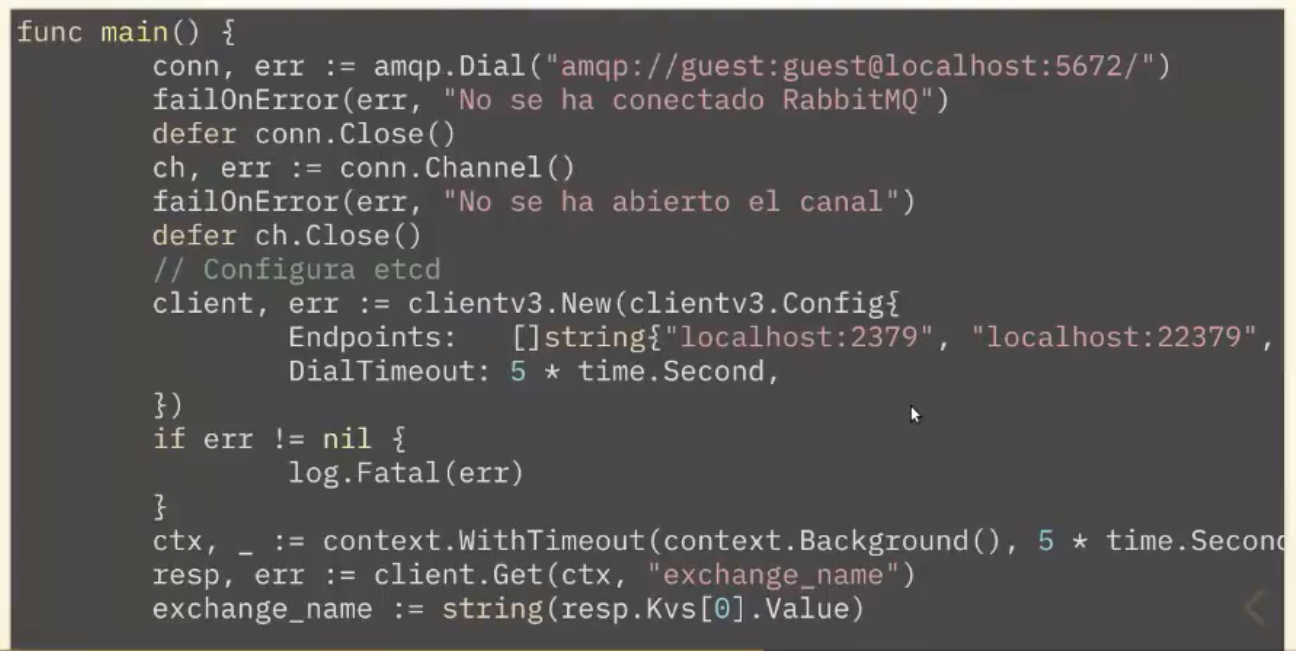 func main() {
conn, err := amqp.Dial("amqp://guest:guest@localhost:5672/")
failOnError(err, "No se ha conectado RabbitMQ")
defer conn.Close()
ch, err := conn.Channel()
failOnError(err, "No se ha abierto el canal")
defer ch.Close()
// Configura etcd
client, err := clientv3.New(clientv3.Config{
Endpoints:   []string{"localhost:2379", "localhost:22379",
DialTimeout: 5 * time.Second,
})
if err != nil {
log.Fatal(err)
}
ctx, _ := context.WithTimeout(context.Background(), 5 * time.Second
resp, err := client.Get(ctx, "exchange_name")
exchange_name := string(resp.Kvs[0].Value)